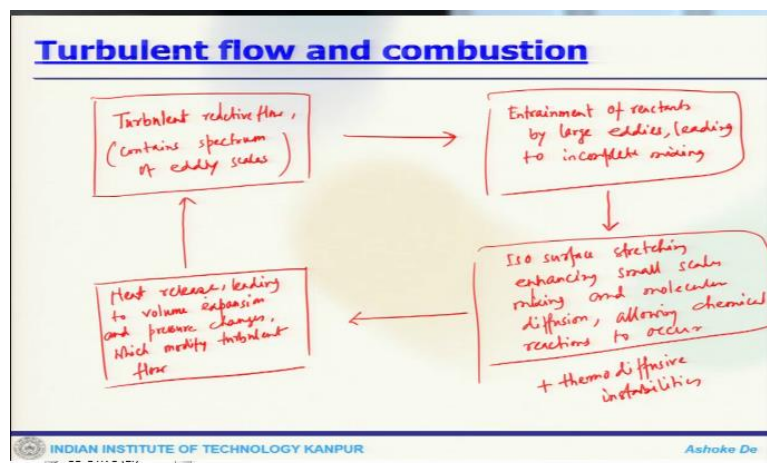 Turbulent flow and combustion
Turbulent reactive flow,
(contains spectrum
of eddy scales)
Entrainment of reactants
by large eddies, leading
to incomplete mixing
Iso surface stretching
enhancing small scales
mixing and molecular
diffusion, allowing chemical
reactions to occur
+ thermodiffusive
instabilities
Heat release, leading
to volume expansion
and pressure changes,
which modify turbulent
flow
INDIAN INSTITUTE OF TECHNOLOGY KANPUR
Ashoke De